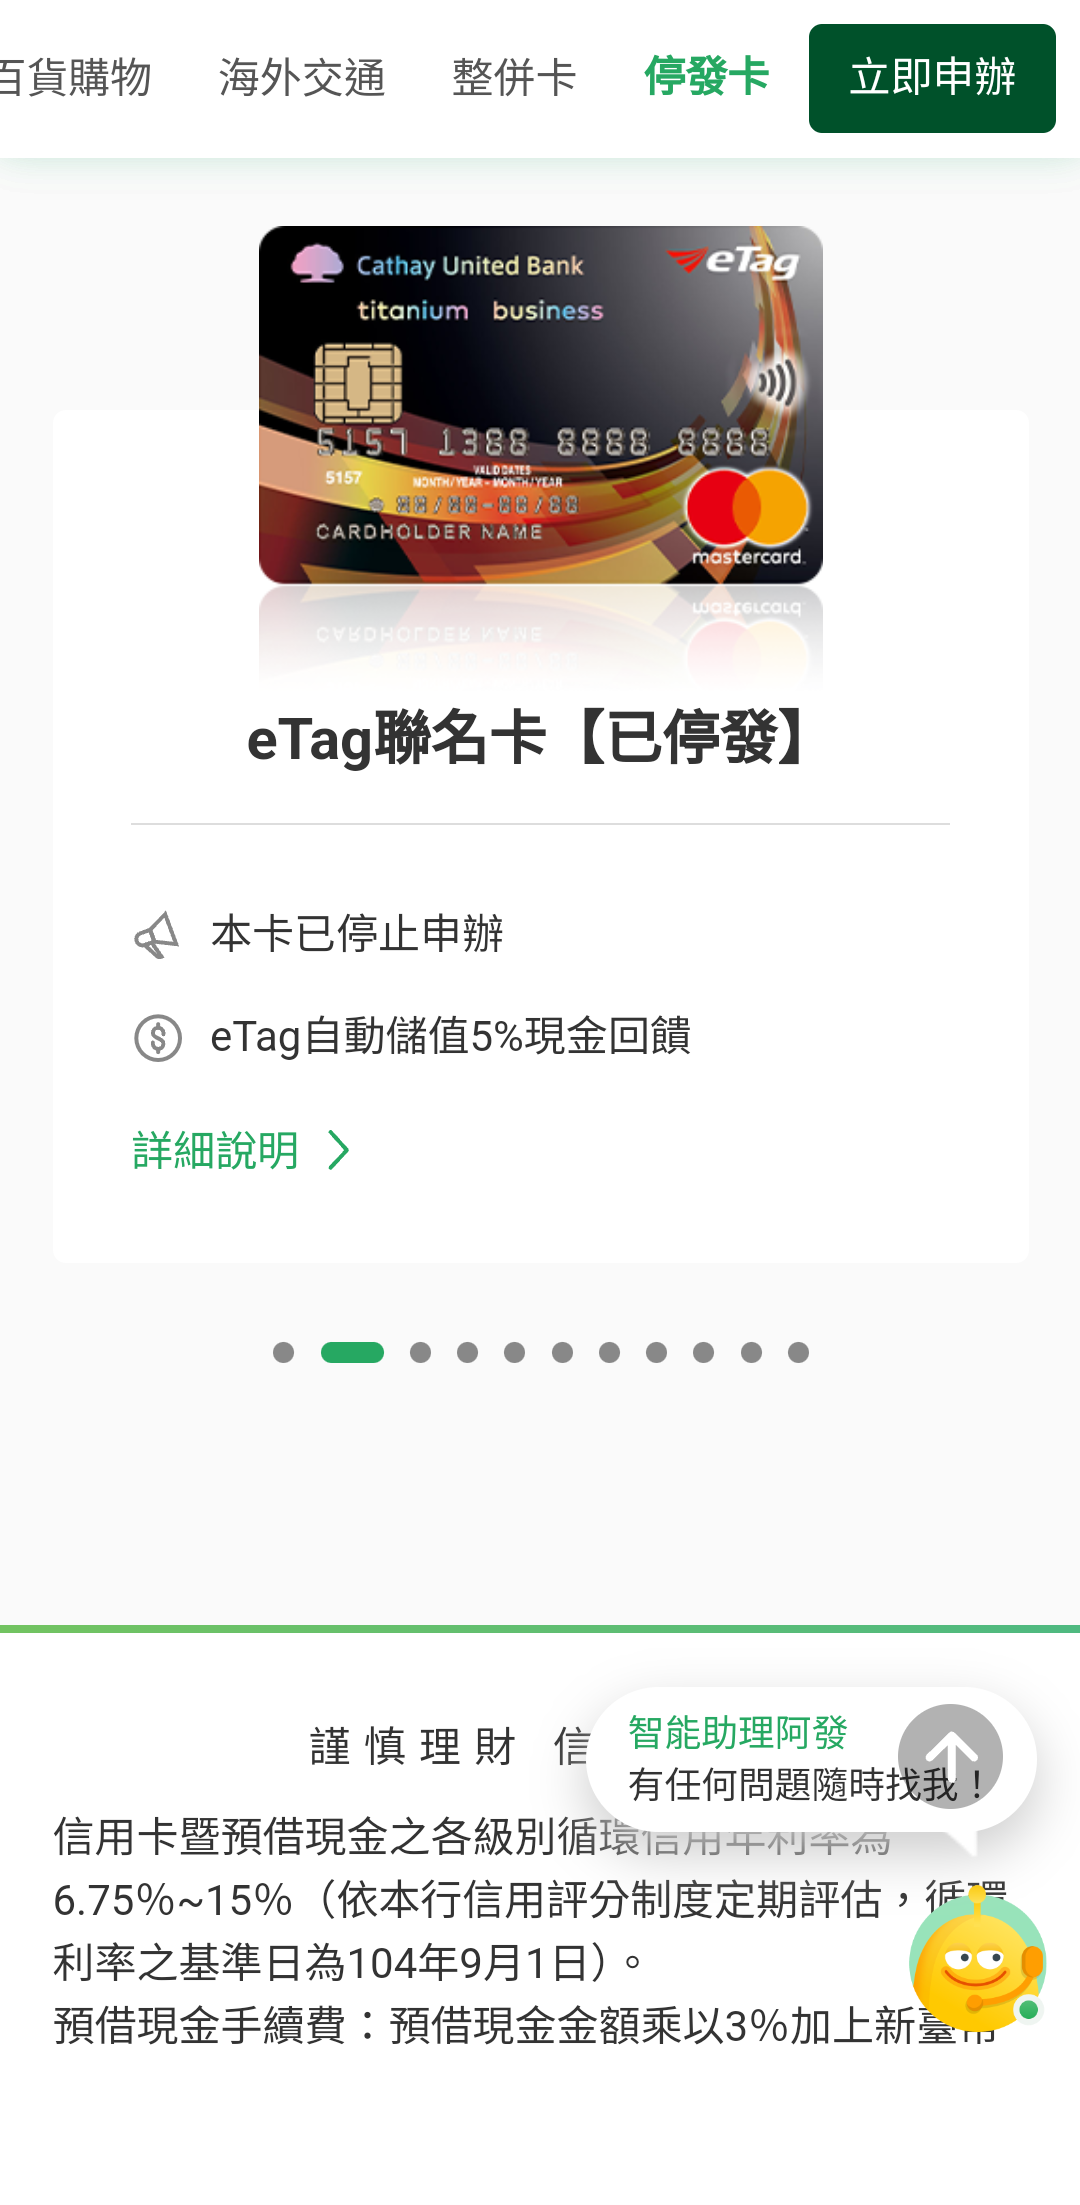 百貨購物 海外交通 整併卡 停發卡 立即申辦
Cathay United Bank eTag
titanium business
5157 1388 8888 8888
5157 VALID DATES
MONTH/YEAR - MONTH/YEAR
88/88-88/88
CARDHOLDER NAME
mastercard
eTag聯名卡【已停發】
本卡已停止申辦
eTag自動儲值5%現金回饋
詳細說明
謹慎理財 信
智能助理阿發
有任何問題隨時找我！
信用卡暨預借現金之各級別循環信用年利率為
6.75%~15%（依本行信用評分制度定期評估，循環
利率之基準日為104年9月1日）。
預借現金手續費：預借現金金額乘以3%加上新臺幣